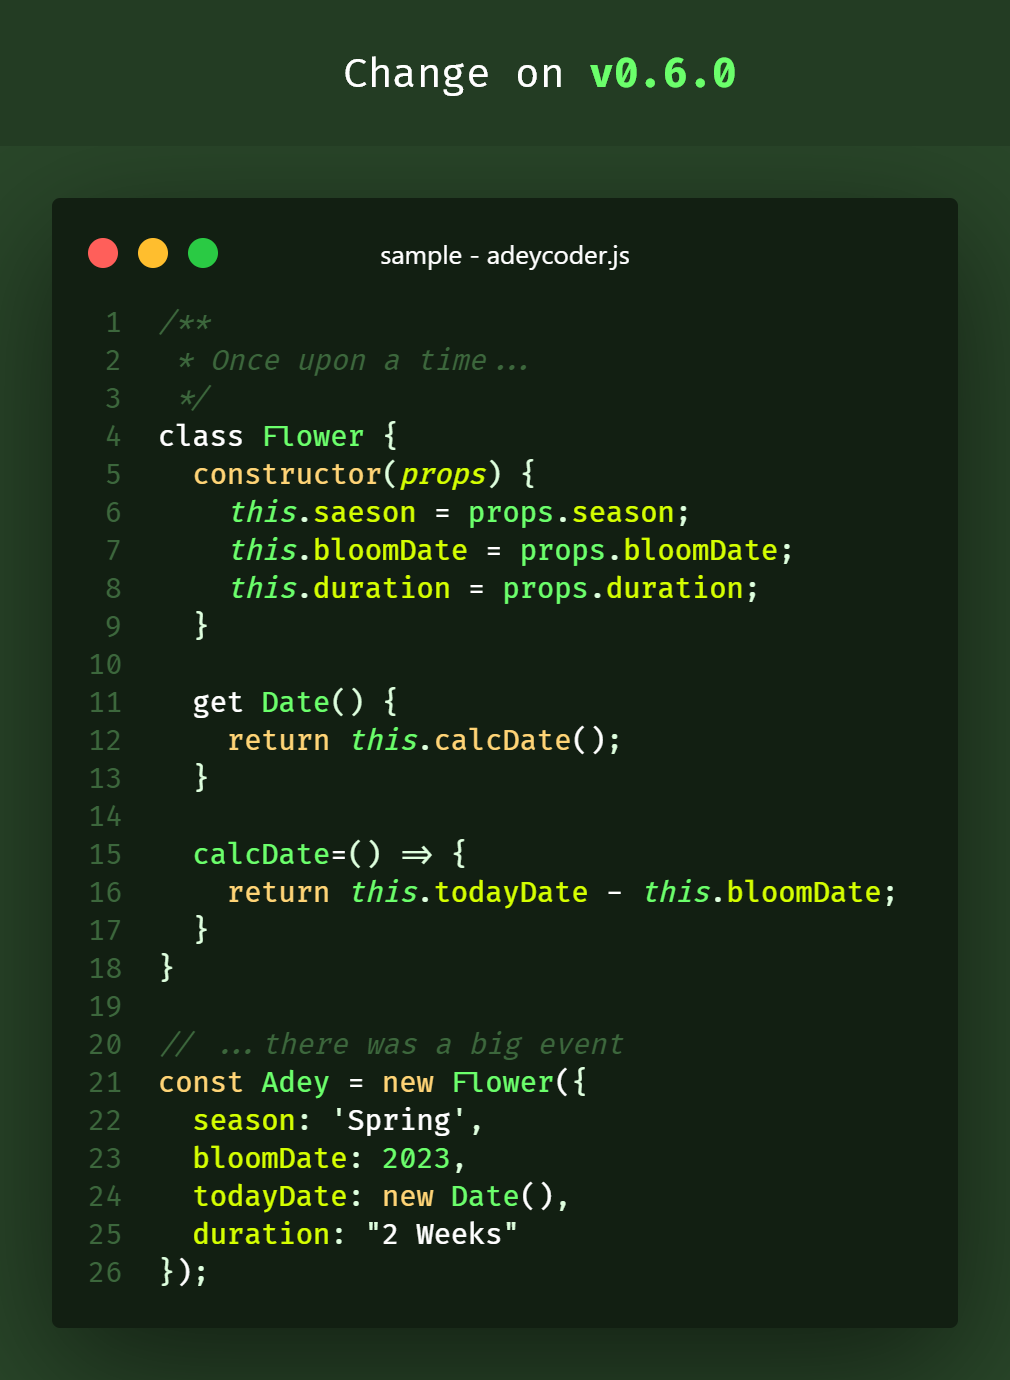 Change on v0.6.0
sample - adeycoder.js
1 /**
2  * Once upon a time...
3  */
4 class Flower {
5   constructor(props) {
6     this.saeson = props.season;
7     this.bloomDate = props.bloomDate;
8     this.duration = props.duration;
9   }
10
11   get Date() {
12     return this.calcDate();
13   }
14
15   calcDate=() => {
16     return this.todayDate - this.bloomDate;
17   }
18 }
19
20 // ...there was a big event
21 const Adey = new Flower({
22   season: 'Spring',
23   bloomDate: 2023,
24   todayDate: new Date(),
25   duration: "2 Weeks"
26 });